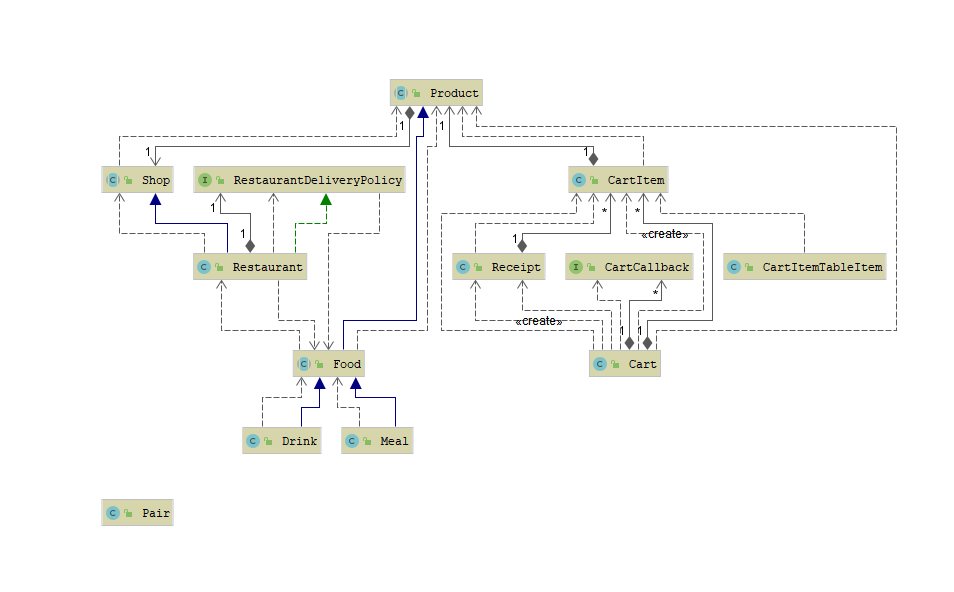 C Product
1 1
1 1
C Shop
I RestaurantDeliveryPolicy
C CartItem
1 * *
1 1 «create»
C Restaurant
C Receipt
I CartCallback
C CartItemTableItem
*
«create» 1 1
C Food
C Cart
C Drink
C Meal
C Pair